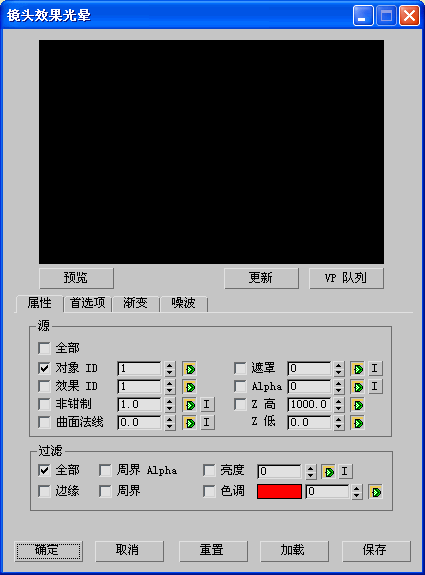 镜头效果光晕
预览 更新 VP 队列
属性 首选项 渐变 噪波
源
全部
对象 ID 1 遮罩 0 I
效果 ID 1 Alpha 0 I
非钳制 1.0 I Z 高 1000.0
曲面法线 0.0 I Z 低 0.0
过滤
全部 周界 Alpha 亮度 0 I
边缘 周界 色调 0
确定 取消 重置 加载 保存